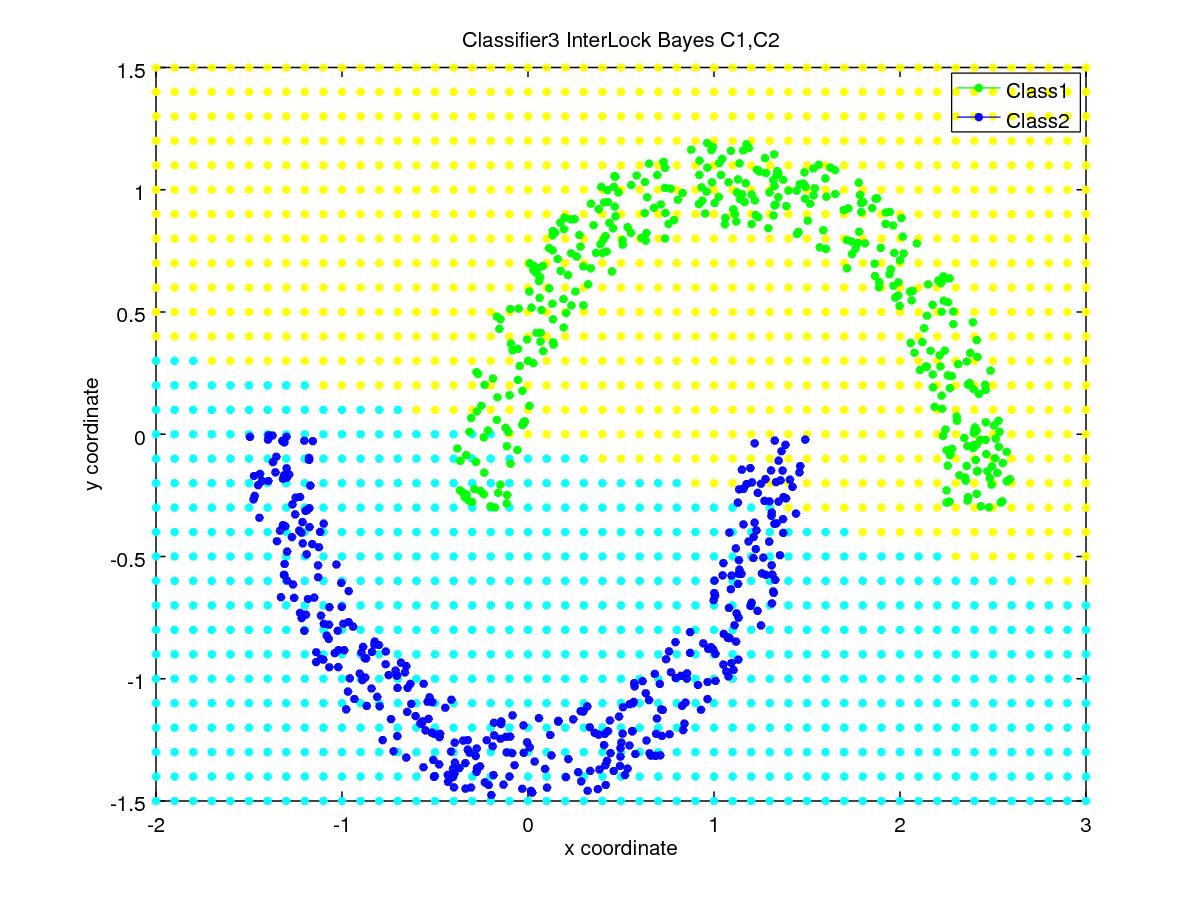 Classifier3 InterLock Bayes C1,C2
Class1
Class2
1.5
1
0.5
0
-0.5
-1
-1.5
y coordinate
-2 -1 0 1 2 3
x coordinate